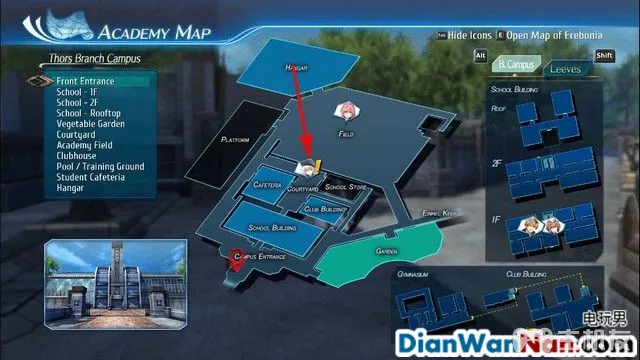 ACADEMY MAP
Tab Hide Icons E Open Map of Erebonia
Thors Branch Campus
Alt
B. Campus
Leeves
Shift
Front Entrance
School - 1F
School - 2F
School - Rooftop
Vegetable Garden
Courtyard
Academy Field
Clubhouse
Pool / Training Ground
Student Cafeteria
Hangar
HANGAR
FIELD
PLATFORM
CAFETERIA
COURTYARD
SCHOOL STORE
CLUB BUILDING
SCHOOL BUILDING
EINHEL KEEP
CAMPUS ENTRANCE
GARDEN
SCHOOL BUILDING
ROOF
2F
1F
GYMNASIUM
CLUB BUILDING
电玩男
DianWanNan.com